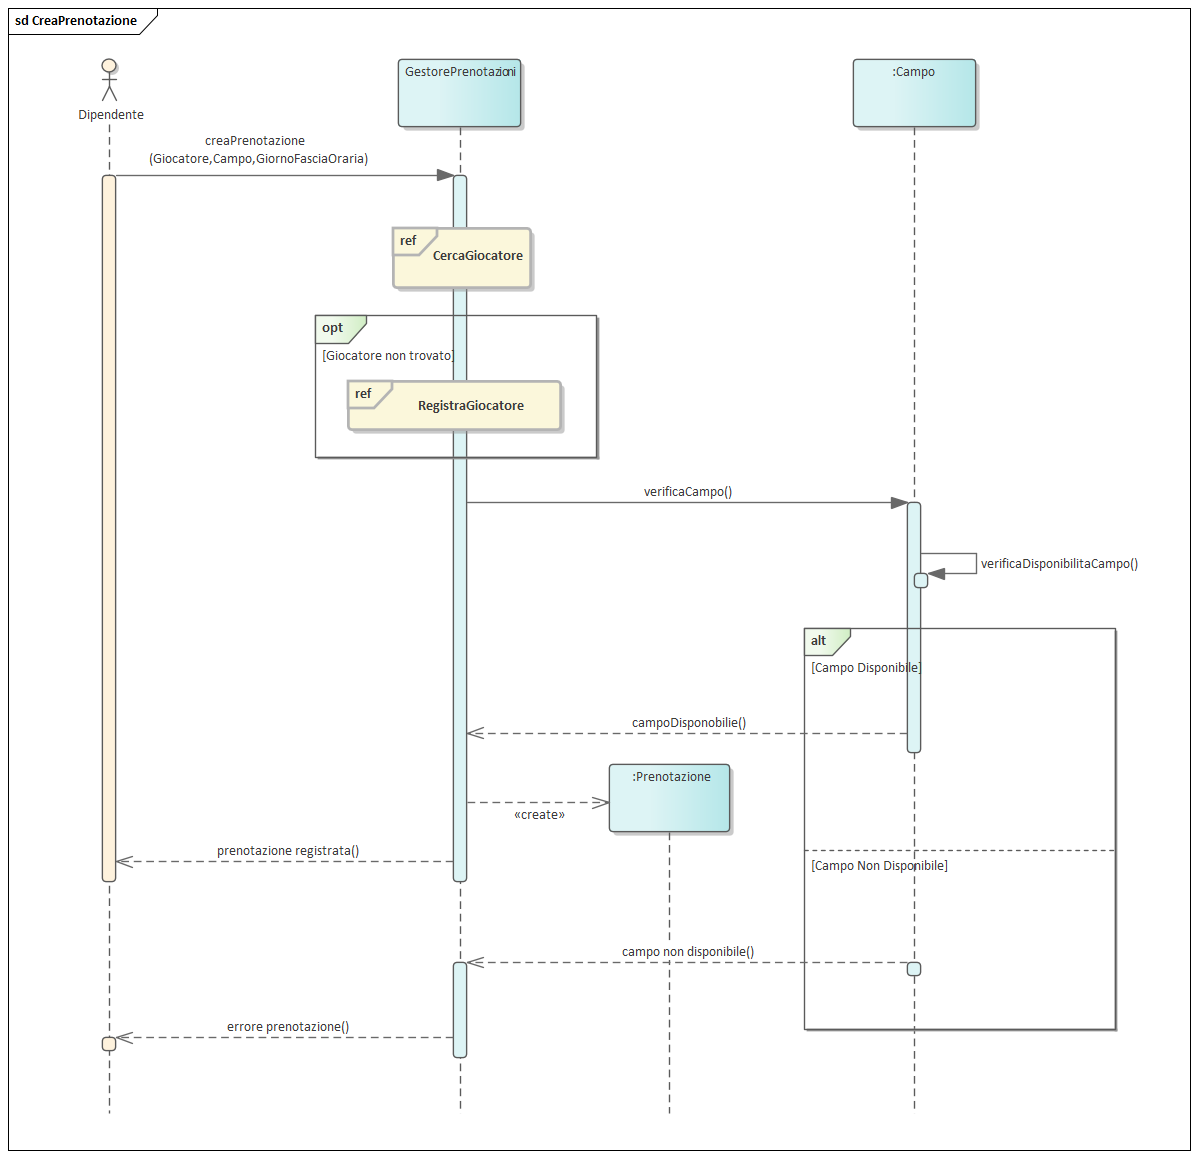 sd CreaPrenotazione
GestorePrenotazioni
:Campo
Dipendente
creaPrenotazione
(Giocatore,Campo,GiornoFasciaOraria)
ref
CercaGiocatore
opt
[Giocatore non trovato]
ref
RegistraGiocatore
verificaCampo()
verificaDisponibilitaCampo()
alt
[Campo Disponibile]
campoDisponobilie()
:Prenotazione
«create»
prenotazione registrata()
[Campo Non Disponibile]
campo non disponibile()
errore prenotazione()